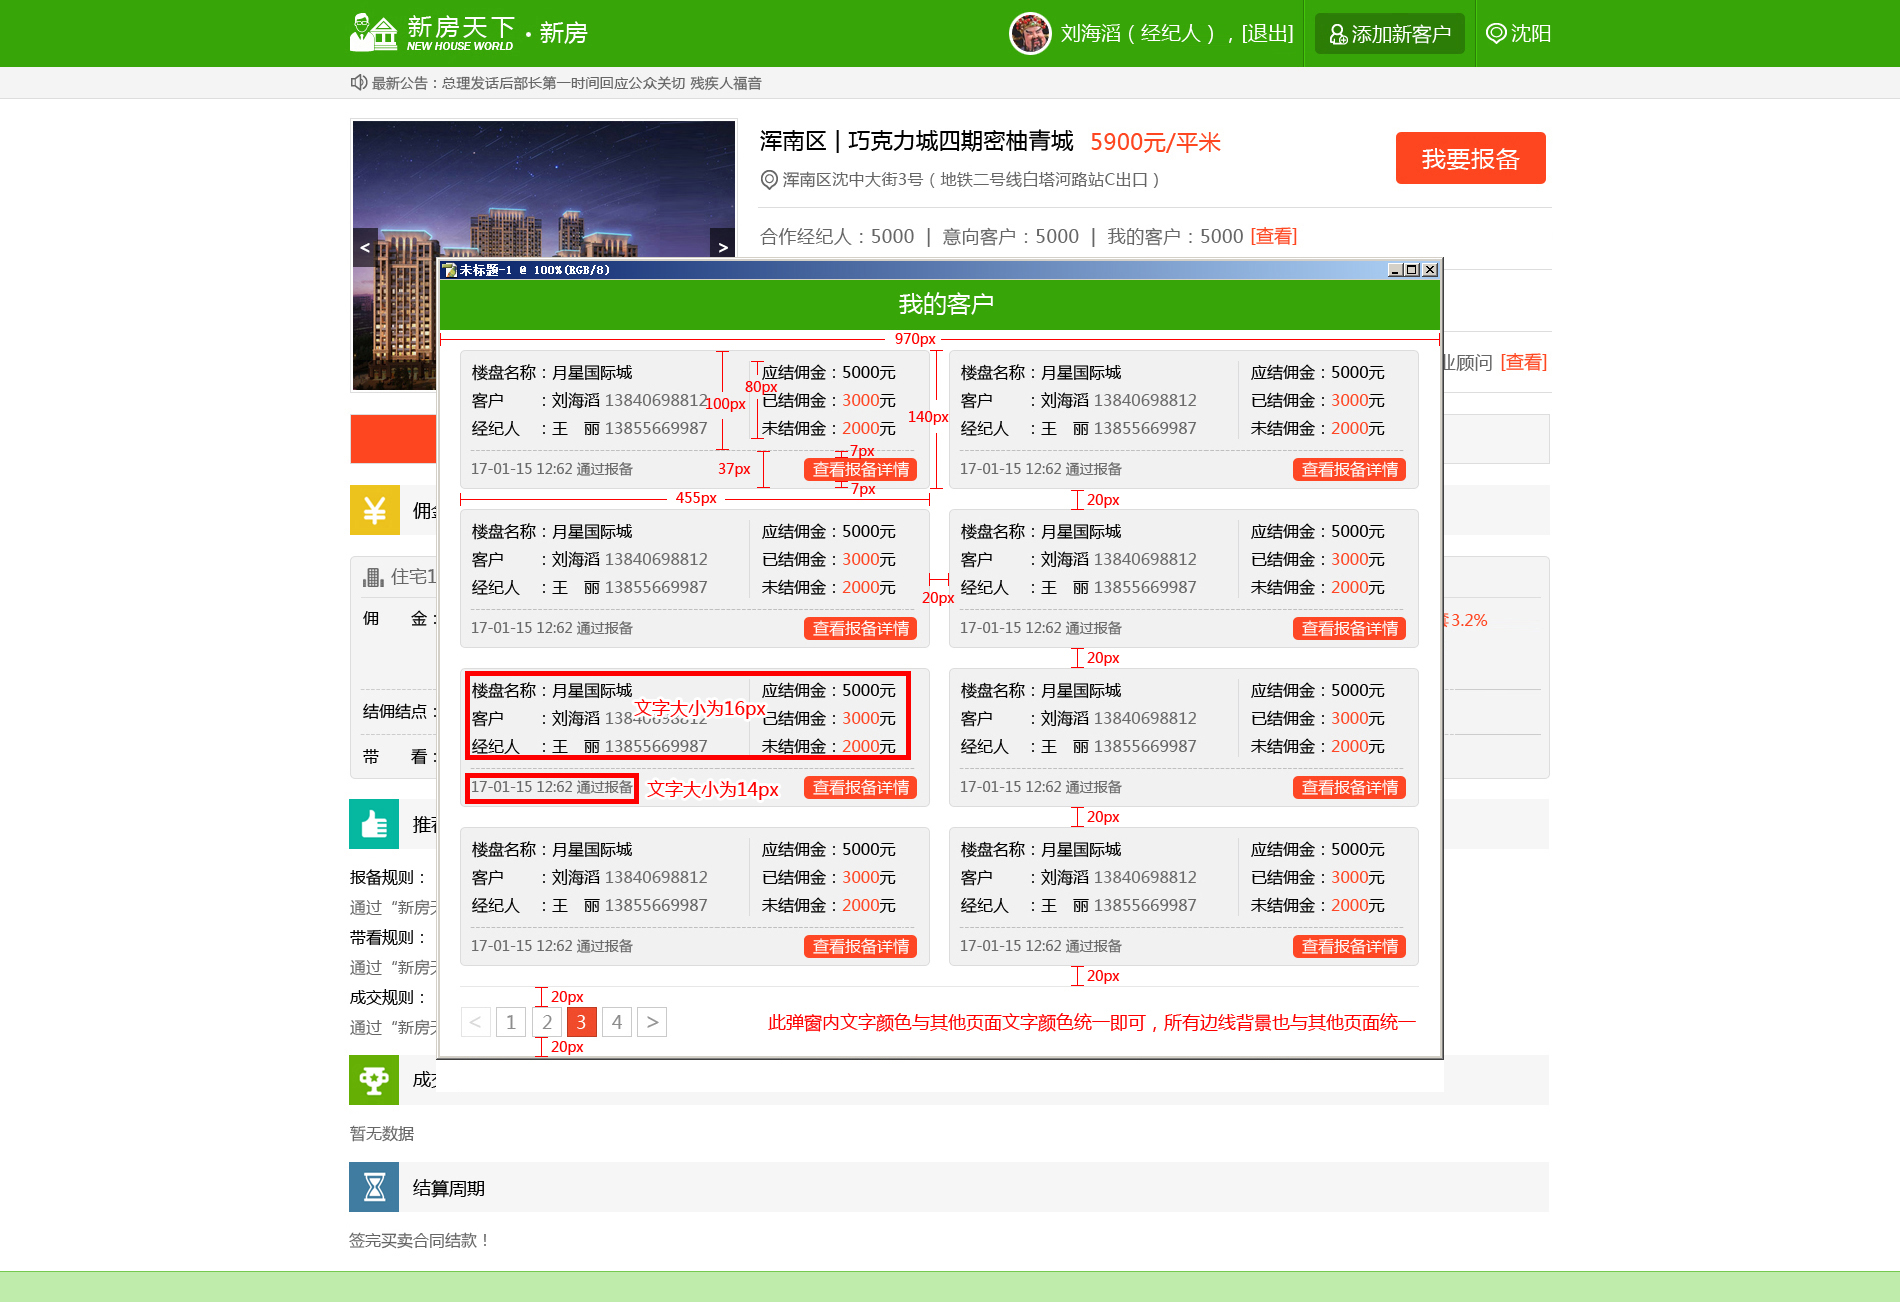 新房天下
NEW HOUSE WORLD
· 新房
刘海滔（经纪人），[退出]
添加新客户
沈阳
最新公告：总理发话后部长第一时间回应公众关切 残疾人福音
浑南区 | 巧克力城四期密柚青城 5900元/平米
我要报备
浑南区沈中大街3号（地铁二号线白塔河路站C出口）
合作经纪人：5000 | 意向客户：5000 | 我的客户：5000 [查看]
< >
未标题-1 @ 100%(RGB/8)
我的客户
970px
业顾问 [查看]
楼盘名称：月星国际城 应结佣金：5000元
客户 ：刘海滔 13840698812 已结佣金：3000元
经纪人 ：王 丽 13855669987 未结佣金：2000元
17-01-15 12:62 通过报备 查看报备详情
80px
100px
140px
37px
7px
7px
455px
楼盘名称：月星国际城 应结佣金：5000元
客户 ：刘海滔 13840698812 已结佣金：3000元
经纪人 ：王 丽 13855669987 未结佣金：2000元
17-01-15 12:62 通过报备 查看报备详情
20px
楼盘名称：月星国际城 应结佣金：5000元
客户 ：刘海滔 13840698812 已结佣金：3000元
经纪人 ：王 丽 13855669987 未结佣金：2000元
17-01-15 12:62 通过报备 查看报备详情
20px
楼盘名称：月星国际城 应结佣金：5000元
客户 ：刘海滔 13840698812 已结佣金：3000元
经纪人 ：王 丽 13855669987 未结佣金：2000元
17-01-15 12:62 通过报备 查看报备详情
20px
楼盘名称：月星国际城 应结佣金：5000元
客户 ：刘海滔 13840698812 已结佣金：3000元
经纪人 ：王 丽 13855669987 未结佣金：2000元
17-01-15 12:62 通过报备 查看报备详情
文字大小为16px
文字大小为14px
楼盘名称：月星国际城 应结佣金：5000元
客户 ：刘海滔 13840698812 已结佣金：3000元
经纪人 ：王 丽 13855669987 未结佣金：2000元
17-01-15 12:62 通过报备 查看报备详情
20px
楼盘名称：月星国际城 应结佣金：5000元
客户 ：刘海滔 13840698812 已结佣金：3000元
经纪人 ：王 丽 13855669987 未结佣金：2000元
17-01-15 12:62 通过报备 查看报备详情
楼盘名称：月星国际城 应结佣金：5000元
客户 ：刘海滔 13840698812 已结佣金：3000元
经纪人 ：王 丽 13855669987 未结佣金：2000元
17-01-15 12:62 通过报备 查看报备详情
20px
20px
< 1 2 3 4 >
20px
此弹窗内文字颜色与其他页面文字颜色统一即可，所有边线背景也与其他页面统一
佣金
住宅1
佣 金：
3.2%
结佣结点：
带 看：
推荐
报备规则：
通过“新房天
带看规则：
通过“新房天
成交规则：
通过“新房天
成交
暂无数据
结算周期
签完买卖合同结款！